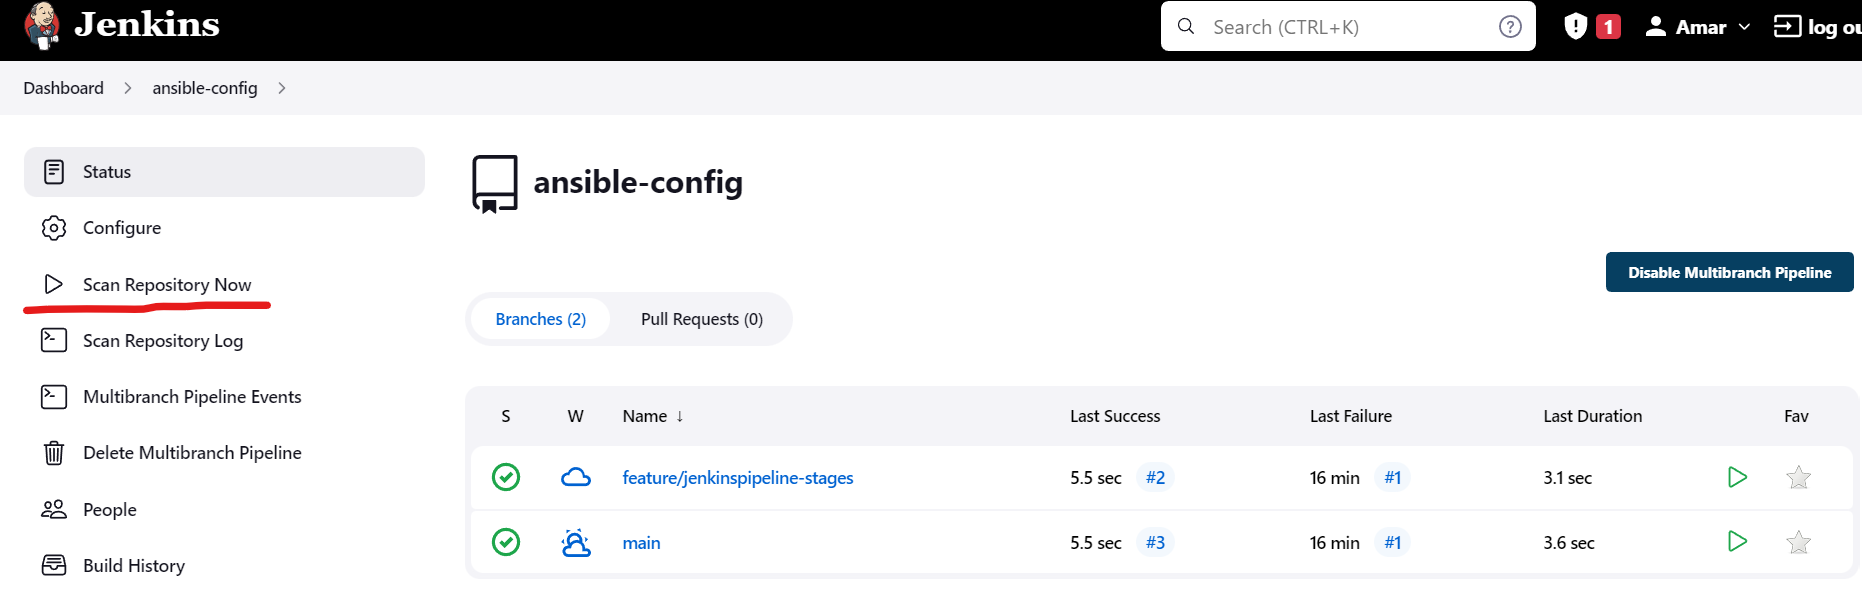 Jenkins
Search (CTRL+K)
1
Amar
log ou
Dashboard
ansible-config
Status
Configure
Scan Repository Now
Scan Repository Log
Multibranch Pipeline Events
Delete Multibranch Pipeline
People
Build History
ansible-config
Disable Multibranch Pipeline
Branches (2) Pull Requests (0)
S W Name ↓ Last Success Last Failure Last Duration Fav
feature/jenkinspipeline-stages 5.5 sec #2 16 min #1 3.1 sec
main 5.5 sec #3 16 min #1 3.6 sec